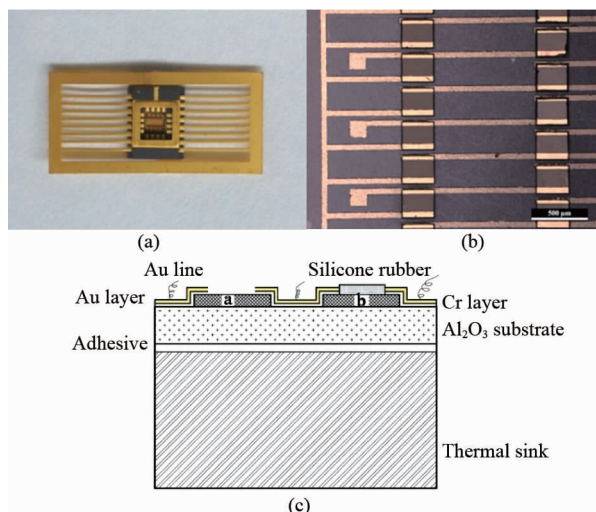 500 μm
(a)
(b)
Au line
Silicone rubber
Au layer
a
b
Cr layer
Al₂O₃ substrate
Adhesive
Thermal sink
(c)